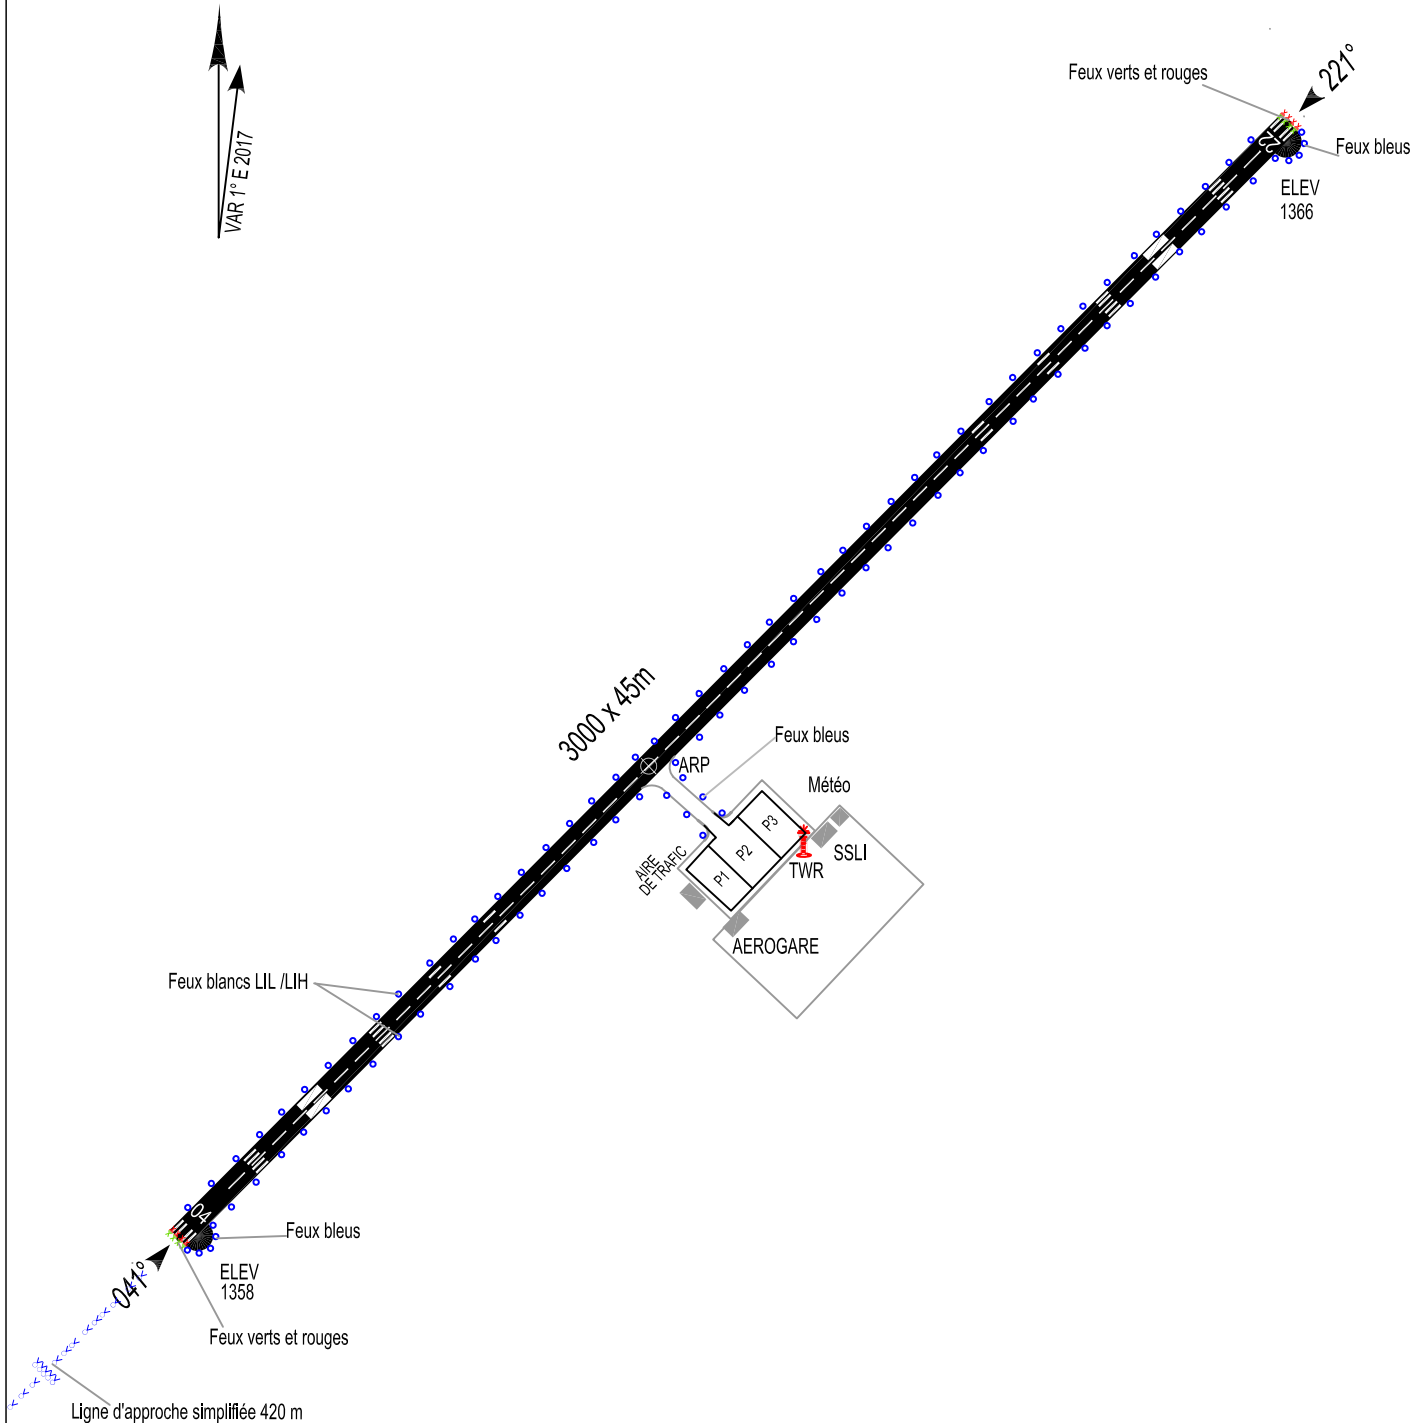 221°
Feux verts et rouges
Feux bleus
22
ELEV
1366
VAR 1° E 2017
3000 x 45m
ARP
Feux bleus
Météo
P3
P2
P1
SSLI
TWR
AIRE
DE TRAFIC
AEROGARE
Feux blancs LIL /LIH
04
Feux bleus
ELEV
1358
041°
Feux verts et rouges
Ligne d'approche simplifiée 420 m